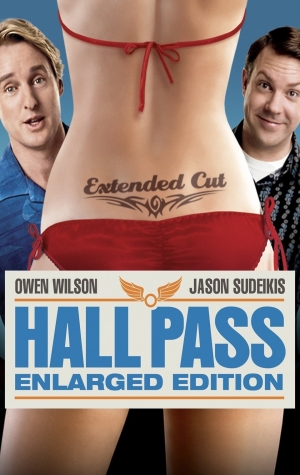 Extended Cut
OWEN WILSON JASON SUDEIKIS
HALL PASS
ENLARGED EDITION